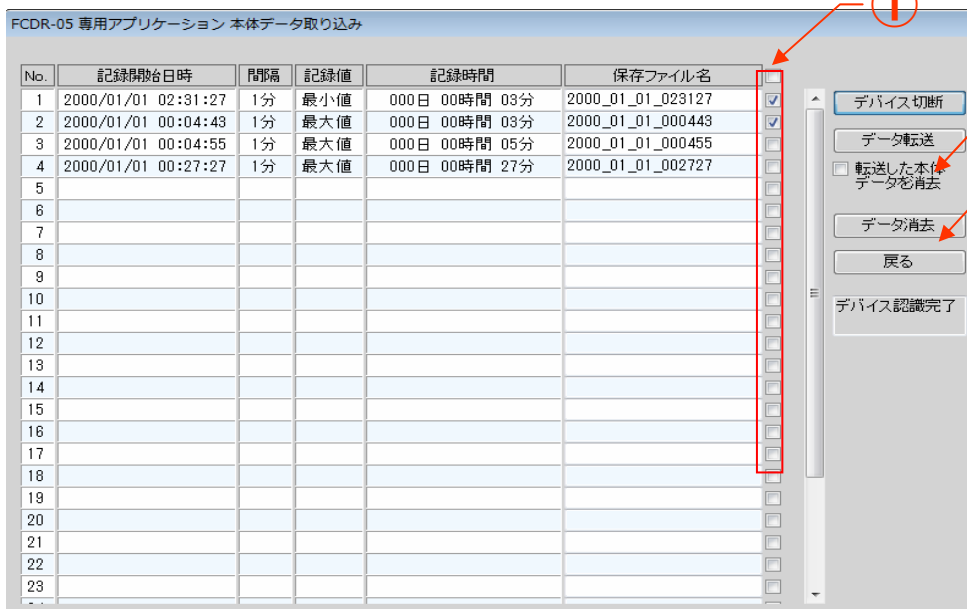 ①
FCDR-05 専用アプリケーション 本体データ取り込み
No. 記録開始日時 間隔 記録値 記録時間 保存ファイル名
1 2000/01/01 02:31:27 1分 最小値 000日 00時間 03分 2000_01_01_023127
2 2000/01/01 00:04:43 1分 最大値 000日 00時間 03分 2000_01_01_000443
3 2000/01/01 00:04:55 1分 最大値 000日 00時間 05分 2000_01_01_000455
4 2000/01/01 00:27:27 1分 最大値 000日 00時間 27分 2000_01_01_002727
5
6
7
8
9
10
11
12
13
14
15
16
17
18
19
20
21
22
23
デバイス切断
データ転送
転送した本体
データを消去
データ消去
戻る
デバイス認識完了